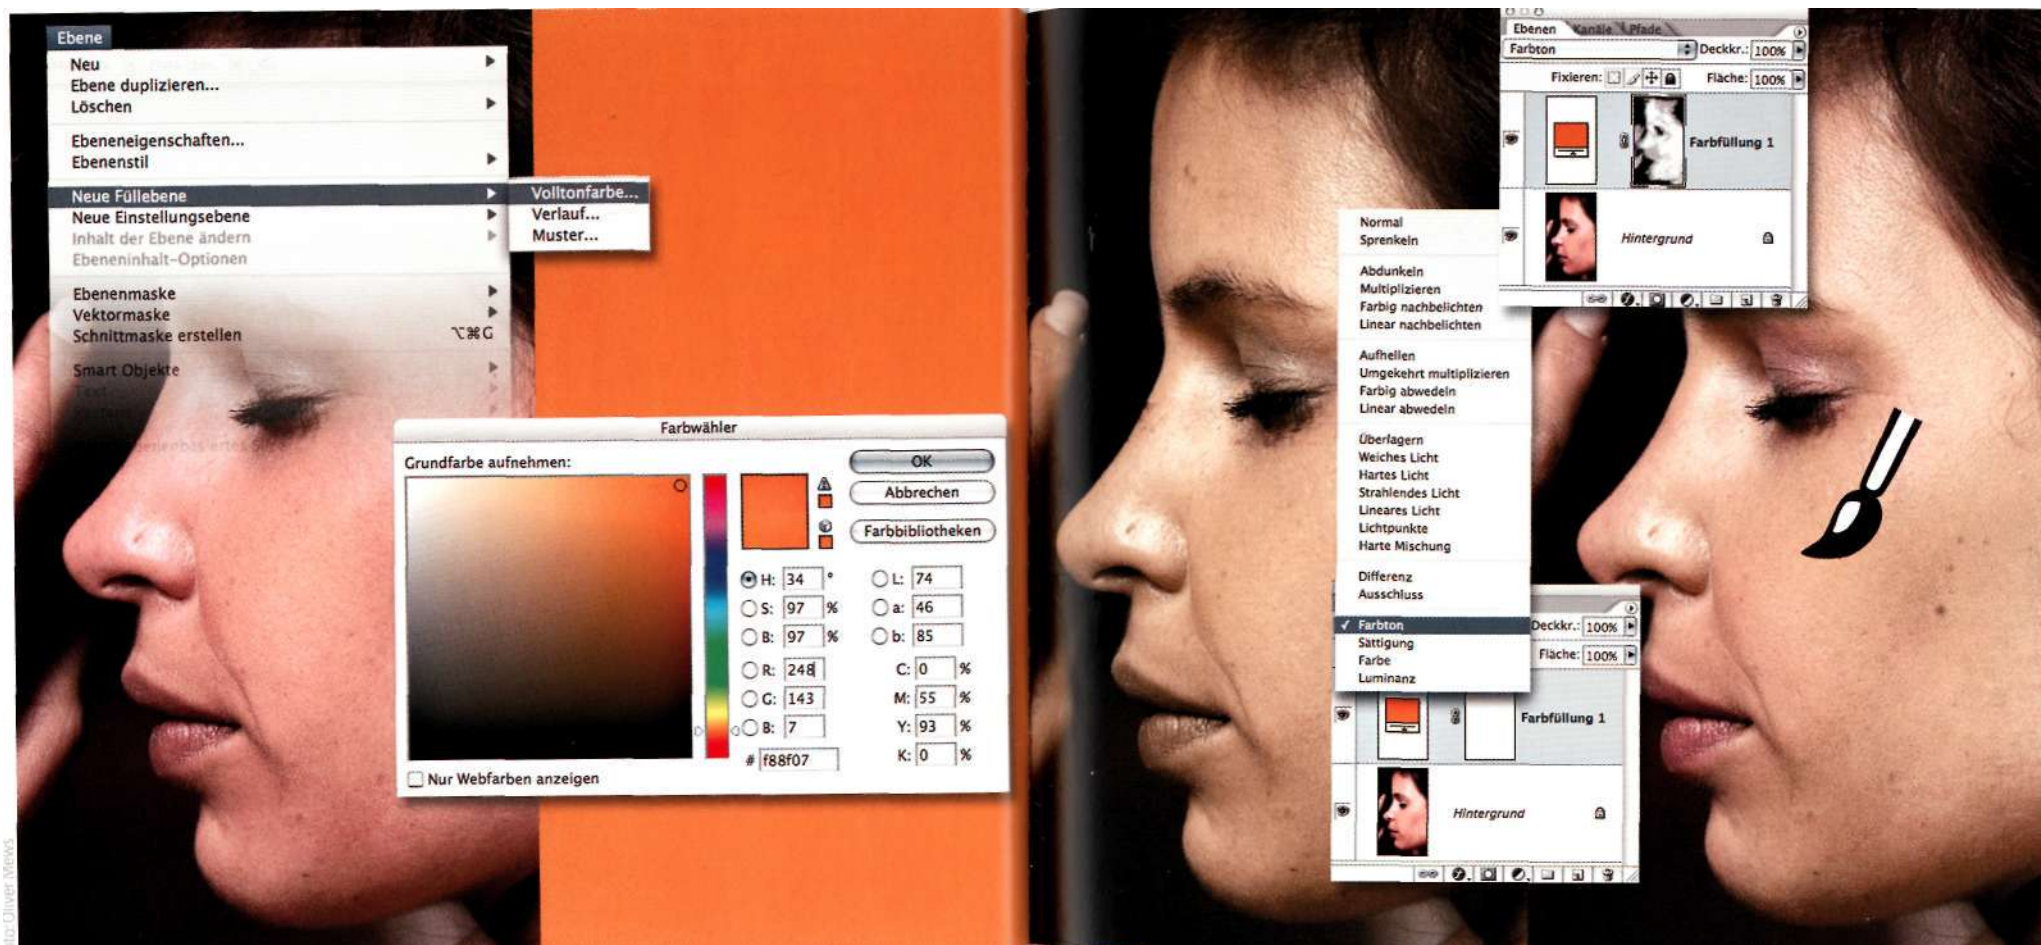 Ebene
Neu
Ebene duplizieren...
Löschen
Ebeneneigenschaften...
Ebenenstil
Neue Füllebene
Neue Einstellungsebene
Inhalt der Ebene ändern
Ebeneninhalt-Optionen
Ebenenmaske
Vektormaske
Schnittmaske erstellen ⌥⌘G
Smart Objekte
Text
Volltonfarbe...
Verlauf...
Muster...
Farbwähler
Grundfarbe aufnehmen:
OK
Abbrechen
Farbbibliotheken
H: 34 °
S: 97 %
B: 97 %
R: 248
G: 143
B: 7
# f88f07
L: 74
a: 46
b: 85
C: 0 %
M: 55 %
Y: 93 %
K: 0 %
Nur Webfarben anzeigen
Oliver Mews
Normal
Sprenkeln
Abdunkeln
Multiplizieren
Farbig nachbelichten
Linear nachbelichten
Aufhellen
Umgekehrt multiplizieren
Farbig abwedeln
Linear abwedeln
Überlagern
Weiches Licht
Hartes Licht
Strahlendes Licht
Lineares Licht
Lichtpunkte
Harte Mischung
Differenz
Ausschluss
✓ Farbton
Sättigung
Farbe
Luminanz
Deckkr.: 100%
Fläche: 100%
Farbfüllung 1
Hintergrund
Ebenen Kanäle Pfade
Farbton Deckkr.: 100%
Fixieren: Fläche: 100%
Farbfüllung 1
Hintergrund